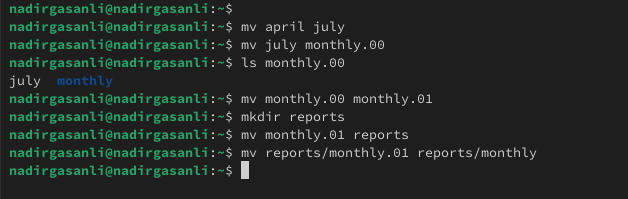 nadirgasanli@nadirgasanli:~$
nadirgasanli@nadirgasanli:~$ mv april july
nadirgasanli@nadirgasanli:~$ mv july monthly.00
nadirgasanli@nadirgasanli:~$ ls monthly.00
july  monthly
nadirgasanli@nadirgasanli:~$ mv monthly.00 monthly.01
nadirgasanli@nadirgasanli:~$ mkdir reports
nadirgasanli@nadirgasanli:~$ mv monthly.01 reports
nadirgasanli@nadirgasanli:~$ mv reports/monthly.01 reports/monthly
nadirgasanli@nadirgasanli:~$